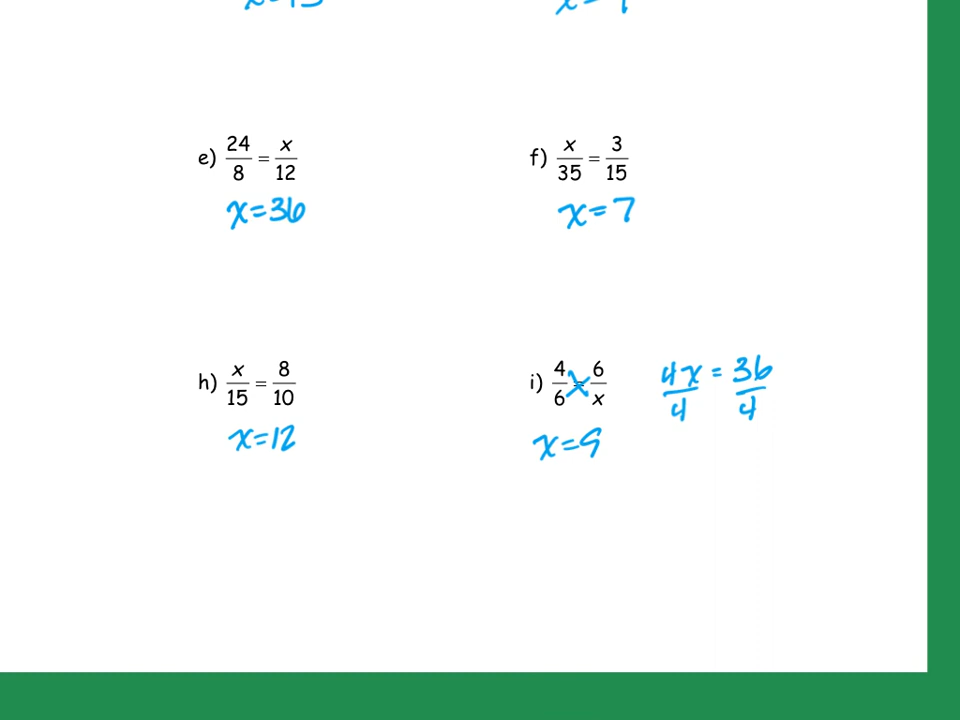 x=15
e) 24/8 = x/12
x=36
f) x/35 = 3/15
x=7
h) x/15 = 8/10
x=12
i) 4/6 = 6/x
4x/4 = 36/4
x=9